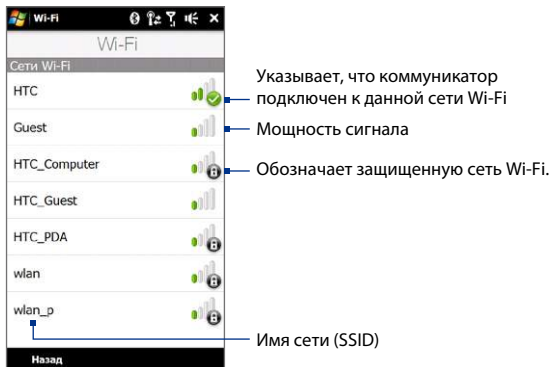 Wi-Fi
Wi-Fi
Сети Wi-Fi
HTC
Guest
HTC_Computer
HTC_Guest
HTC_PDA
wlan
wlan_p
Назад
Указывает, что коммуникатор
подключен к данной сети Wi-Fi
Мощность сигнала
Обозначает защищенную сеть Wi-Fi.
Имя сети (SSID)